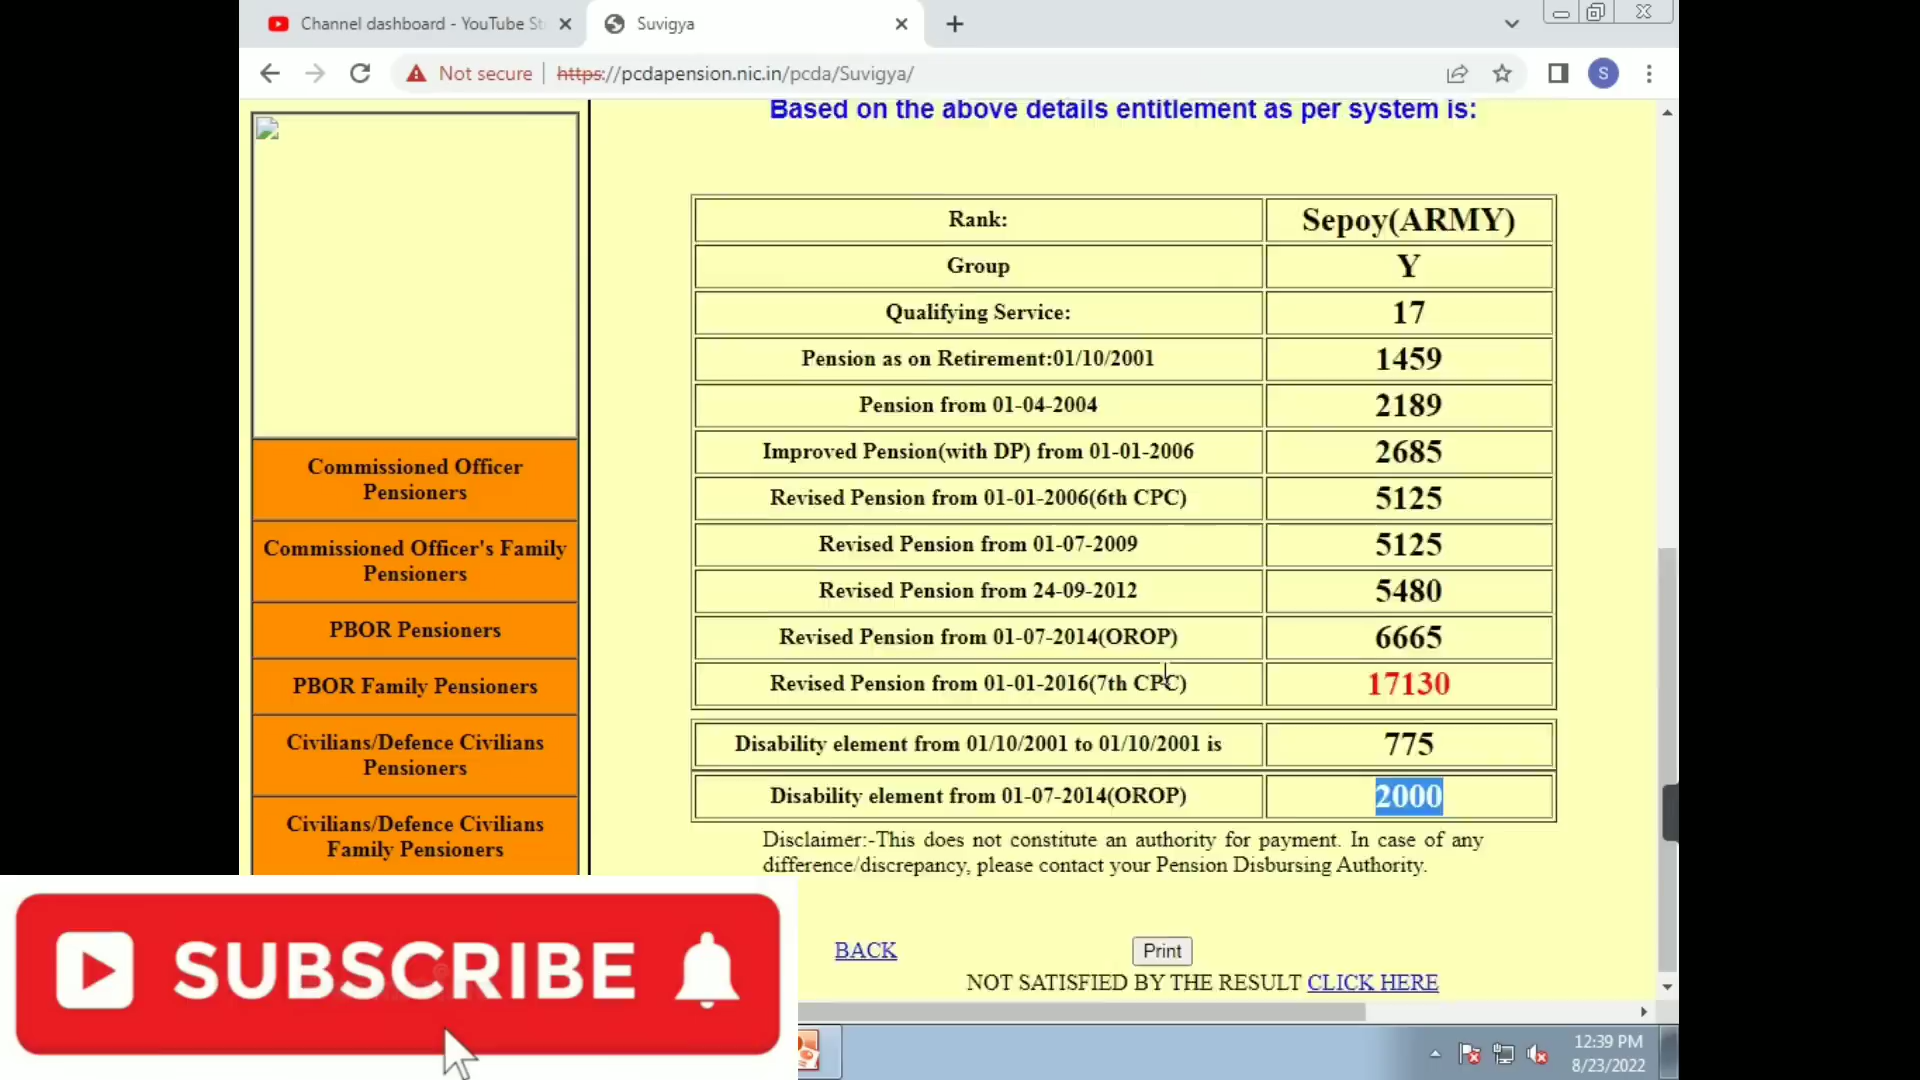 Channel dashboard - YouTube St
Suvigya
Not secure
https://pcdapension.nic.in/pcda/Suvigya/
S
Based on the above details entitlement as per system is:
Rank: Sepoy(ARMY)
Group Y
Qualifying Service: 17
Pension as on Retirement:01/10/2001 1459
Pension from 01-04-2004 2189
Improved Pension(with DP) from 01-01-2006 2685
Revised Pension from 01-01-2006(6th CPC) 5125
Revised Pension from 01-07-2009 5125
Revised Pension from 24-09-2012 5480
Revised Pension from 01-07-2014(OROP) 6665
Revised Pension from 01-01-2016(7th CPC) 17130
Disability element from 01/10/2001 to 01/10/2001 is 775
Disability element from 01-07-2014(OROP) 2000
Disclaimer:-This does not constitute an authority for payment. In case of any
difference/discrepancy, please contact your Pension Disbursing Authority.
BACK
Print
NOT SATISFIED BY THE RESULT CLICK HERE
Commissioned Officer
Pensioners
Commissioned Officer's Family
Pensioners
PBOR Pensioners
PBOR Family Pensioners
Civilians/Defence Civilians
Pensioners
Civilians/Defence Civilians
Family Pensioners
SUBSCRIBE
12:39 PM
8/23/2022